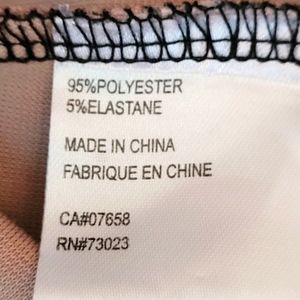 95%POLYESTER
5%ELASTANE
MADE IN CHINA
FABRIQUE EN CHINE
CA#07658
RN#73023